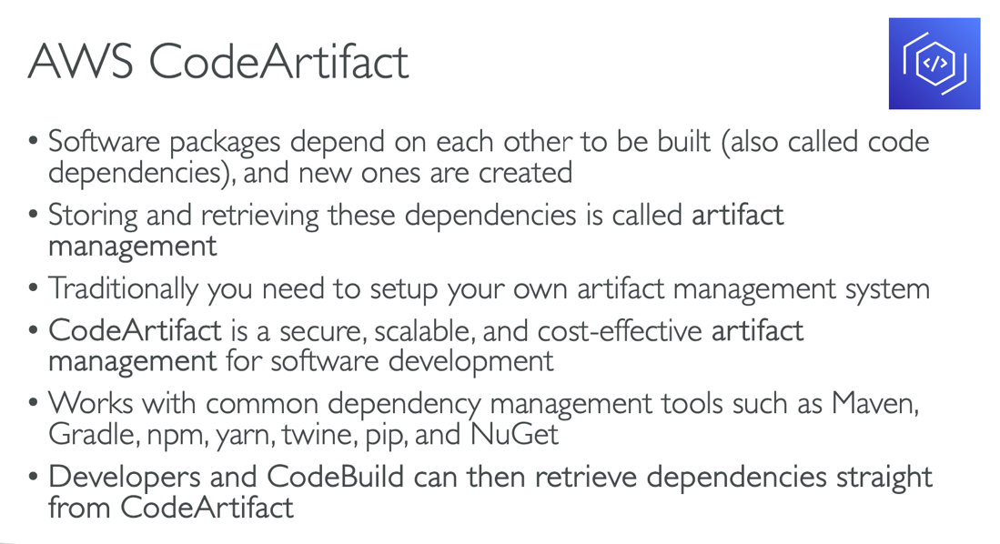 AWS CodeArtifact
</>
• Software packages depend on each other to be built (also called code
dependencies), and new ones are created
• Storing and retrieving these dependencies is called artifact
management
• Traditionally you need to setup your own artifact management system
• CodeArtifact is a secure, scalable, and cost-effective artifact
management for software development
• Works with common dependency management tools such as Maven,
Gradle, npm, yarn, twine, pip, and NuGet
• Developers and CodeBuild can then retrieve dependencies straight
from CodeArtifact